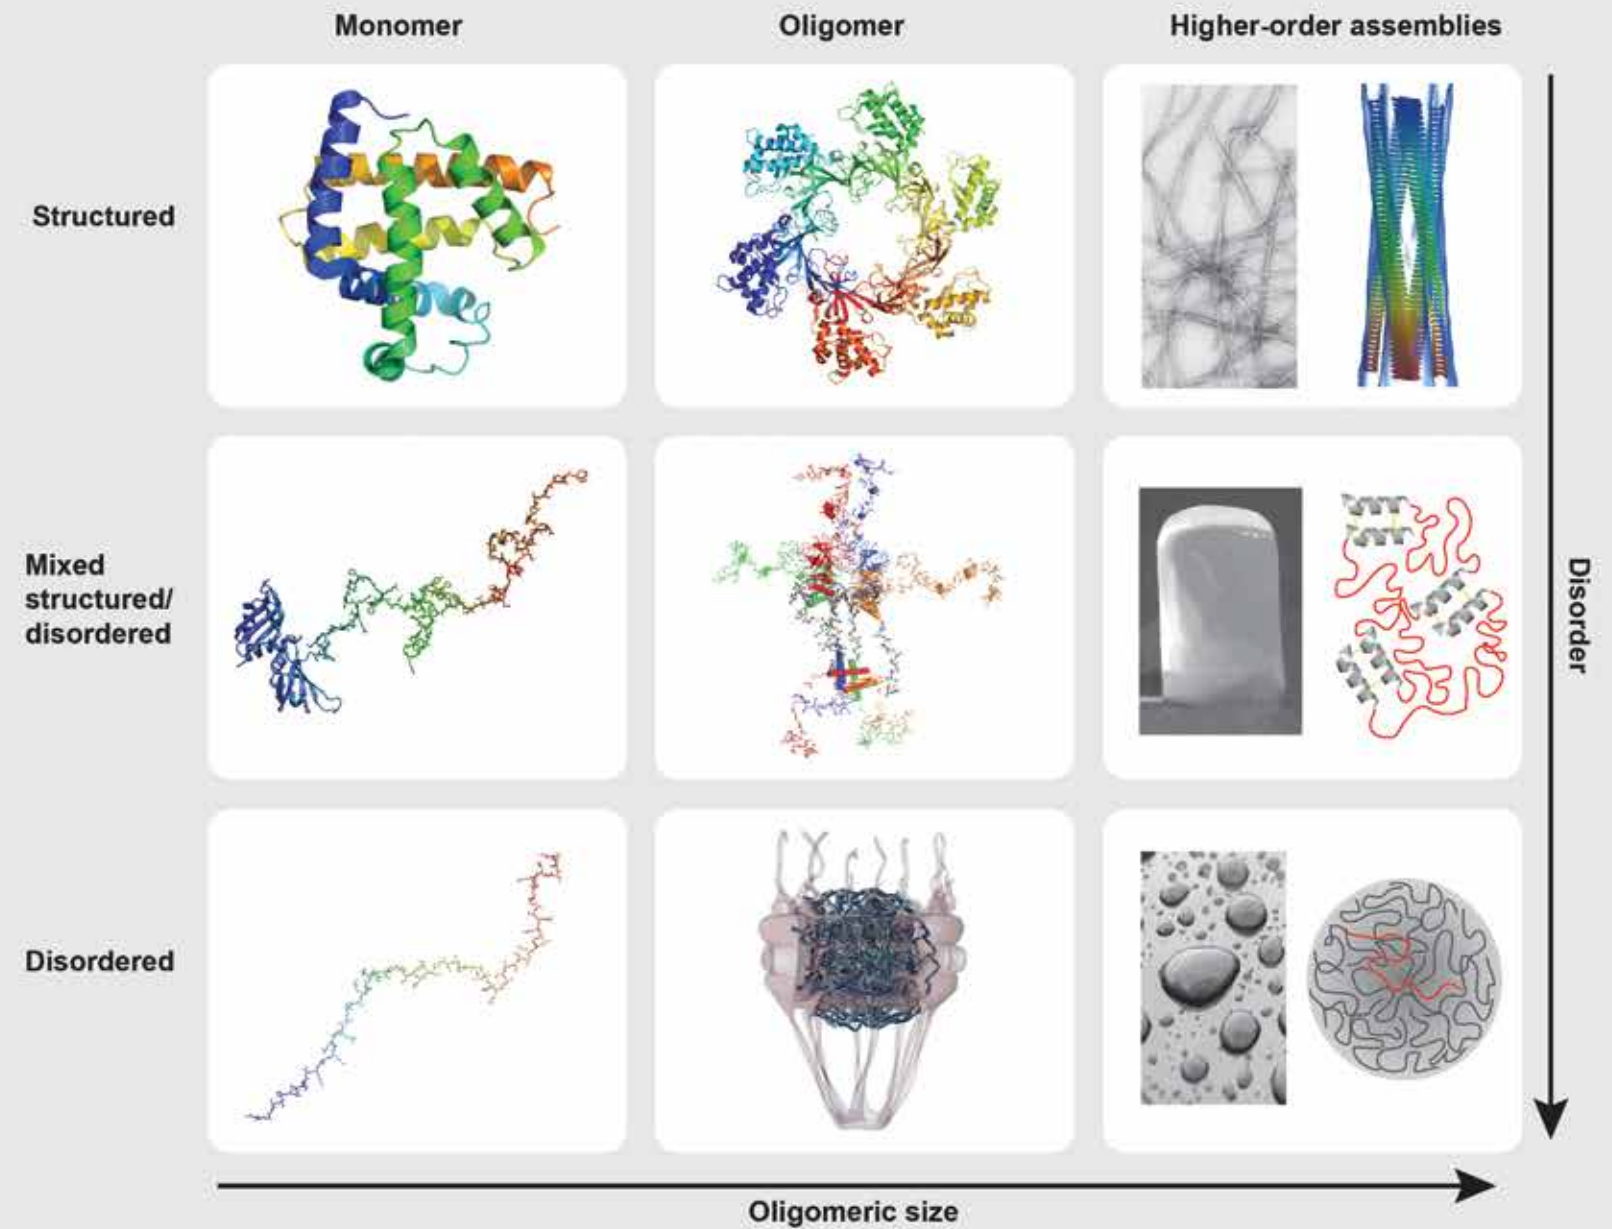 Monomer
Oligomer
Higher-order assemblies
Structured
Mixed
structured/
disordered
Disorder
Disordered
Oligomeric size